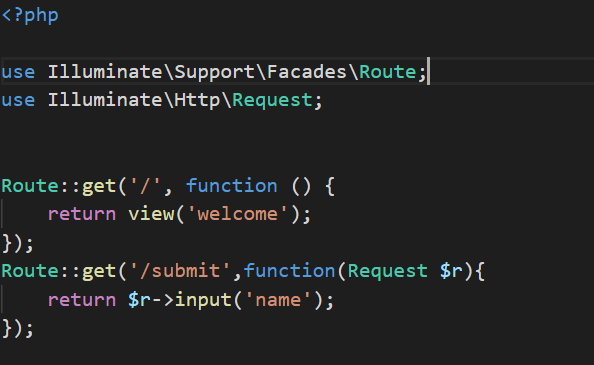 <?php
use Illuminate\Support\Facades\Route;
use Illuminate\Http\Request;
Route::get('/', function () {
    return view('welcome');
});
Route::get('/submit',function(Request $r){
    return $r->input('name');
});